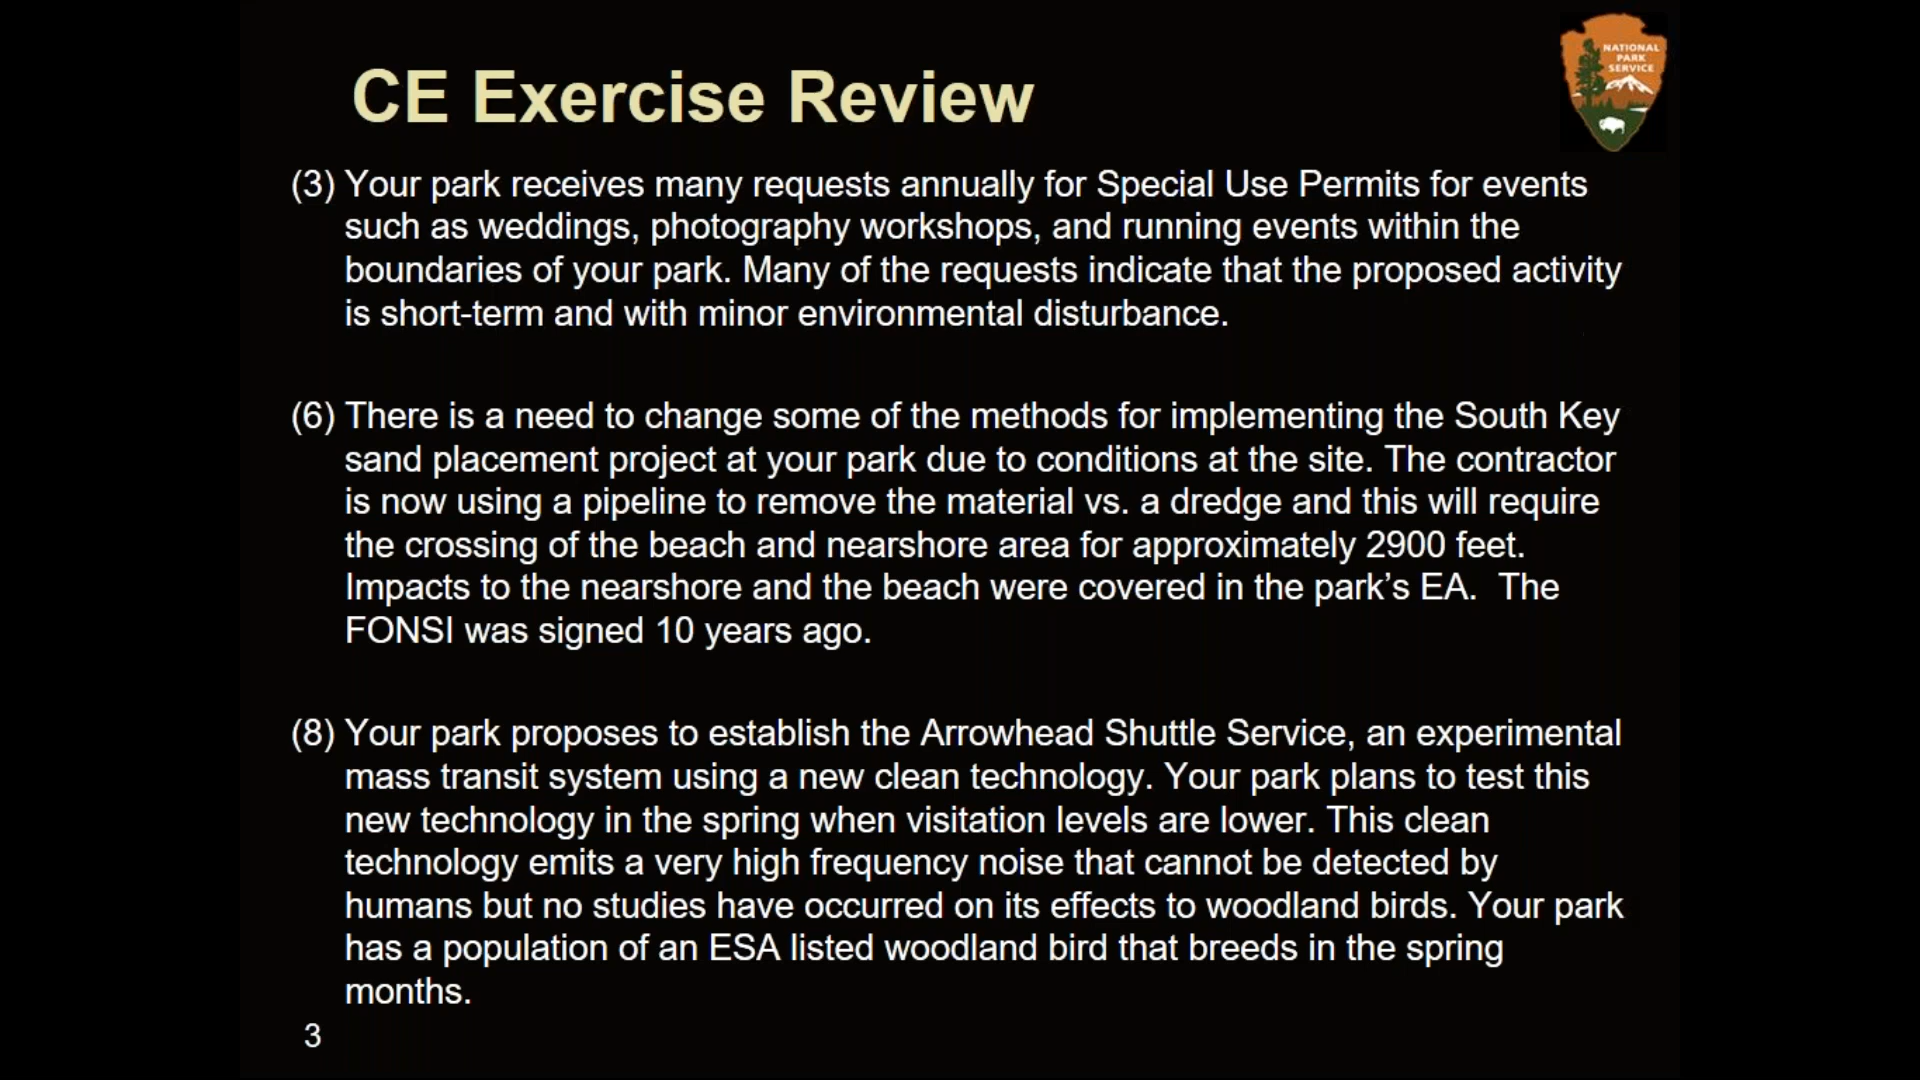 CE Exercise Review
NATIONAL
PARK
SERVICE
(3) Your park receives many requests annually for Special Use Permits for events
such as weddings, photography workshops, and running events within the
boundaries of your park. Many of the requests indicate that the proposed activity
is short-term and with minor environmental disturbance.
(6) There is a need to change some of the methods for implementing the South Key
sand placement project at your park due to conditions at the site. The contractor
is now using a pipeline to remove the material vs. a dredge and this will require
the crossing of the beach and nearshore area for approximately 2900 feet.
Impacts to the nearshore and the beach were covered in the park’s EA.  The
FONSI was signed 10 years ago.
(8) Your park proposes to establish the Arrowhead Shuttle Service, an experimental
mass transit system using a new clean technology. Your park plans to test this
new technology in the spring when visitation levels are lower. This clean
technology emits a very high frequency noise that cannot be detected by
humans but no studies have occurred on its effects to woodland birds. Your park
has a population of an ESA listed woodland bird that breeds in the spring
months.
3